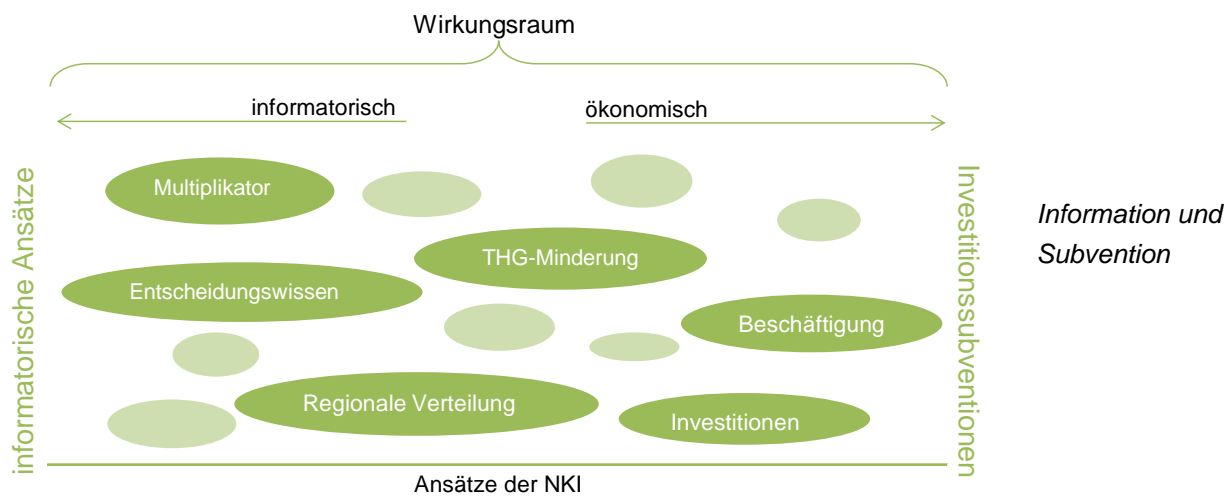 Wirkungsraum
informatorisch
ökonomisch
informatorische Ansätze
Multiplikator
THG-Minderung
Entscheidungswissen
Beschäftigung
Regionale Verteilung
Investitionen
Investitionssubventionen
Information und
Subvention
Ansätze der NKI